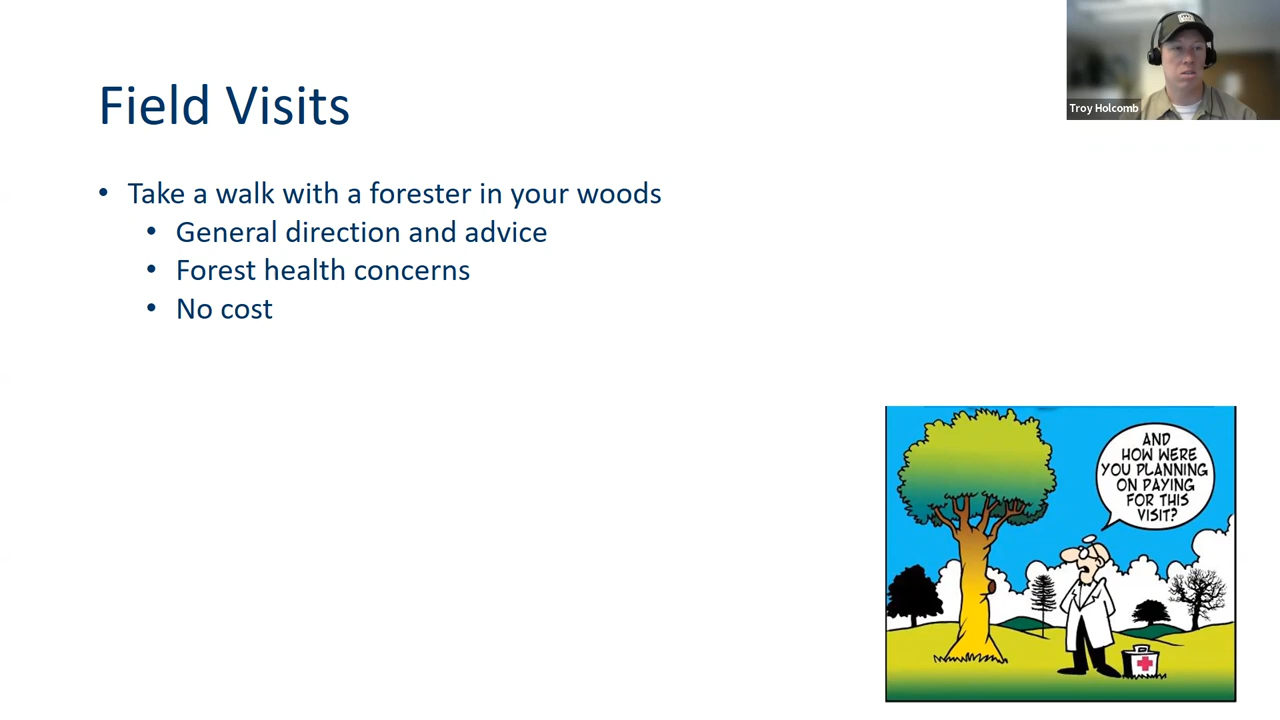 Field Visits
• Take a walk with a forester in your woods
• General direction and advice
• Forest health concerns
• No cost
Troy Holcomb
AND
HOW WERE
YOU PLANNING
ON PAYING
FOR THIS
VISIT?